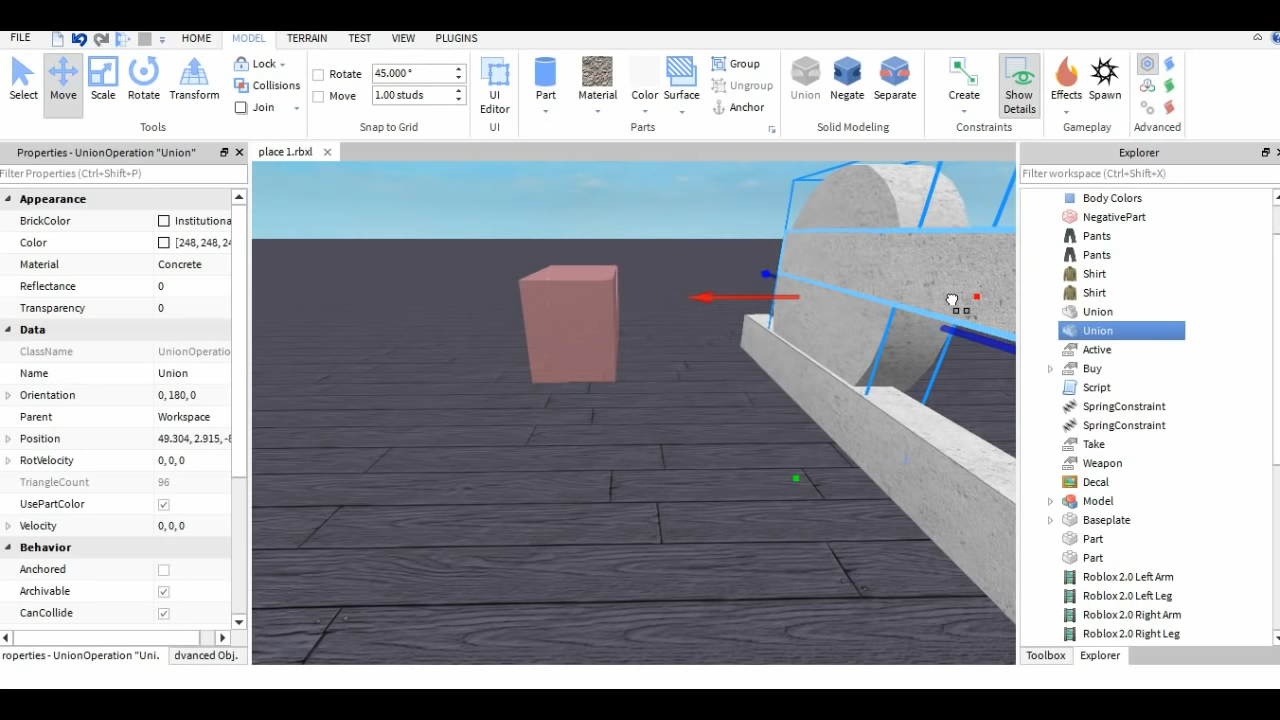 FILE HOME MODEL TERRAIN TEST VIEW PLUGINS
Select Move Scale Rotate Transform
Lock
Collisions
Join
Tools
Rotate 45.000 °
Move 1.00 studs
Snap to Grid
UI Editor
UI
Part Material Color Surface
Group
Ungroup
Anchor
Parts
Union Negate Separate
Solid Modeling
Create Show Details
Constraints
Effects Spawn
Gameplay
Advanced
Properties - UnionOperation "Union"
Filter Properties (Ctrl+Shift+P)
Appearance
BrickColor Instituciona
Color [248, 248, 24
Material Concrete
Reflectance 0
Transparency 0
Data
ClassName UnionOperatio
Name Union
Orientation 0, 180, 0
Parent Workspace
Position 49.304, 2.915, -8
RotVelocity 0, 0, 0
TriangleCount 96
UsePartColor
Velocity 0, 0, 0
Behavior
Anchored
Archivable
CanCollide
roperties - UnionOperation "Uni. dvanced Obj.
place 1.rbxl
Explorer
Filter workspace (Ctrl+Shift+X)
Body Colors
NegativePart
Pants
Pants
Shirt
Shirt
Union
Union
Active
Buy
Script
SpringConstraint
SpringConstraint
Take
Weapon
Decal
Model
Baseplate
Part
Part
Roblox 2.0 Left Arm
Roblox 2.0 Left Leg
Roblox 2.0 Right Arm
Roblox 2.0 Right Leg
Toolbox Explorer